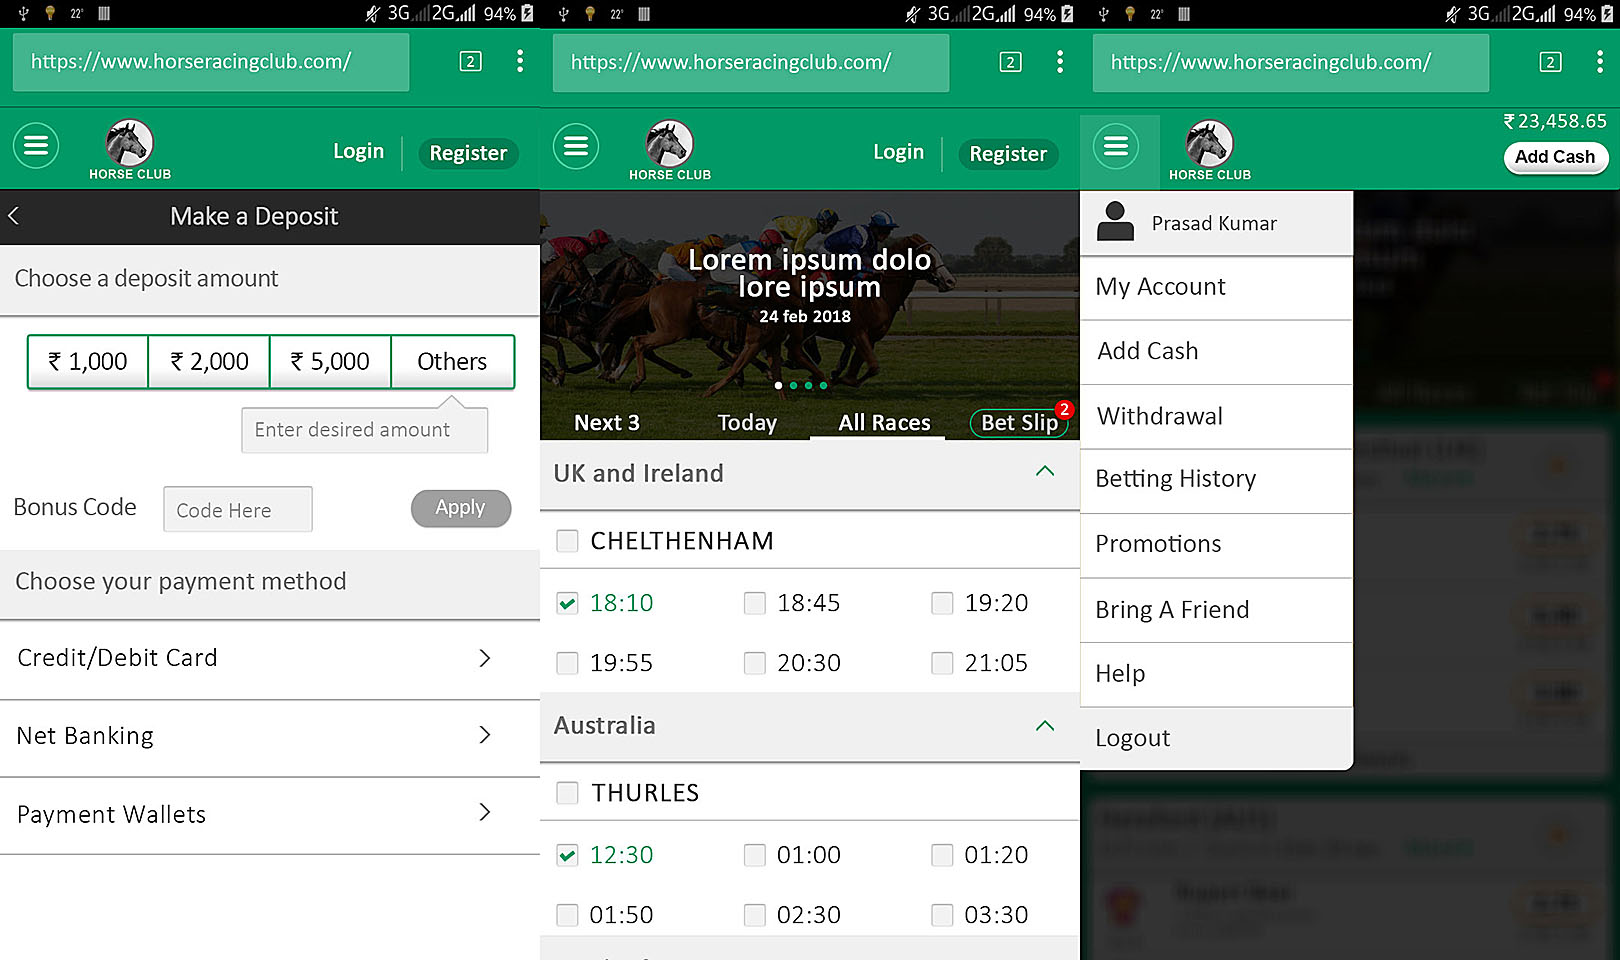 22°
3G 2G 94%
https://www.horseracingclub.com/
2
HORSE CLUB
Login
Register
Make a Deposit
Choose a deposit amount
₹ 1,000
₹ 2,000
₹ 5,000
Others
Enter desired amount
Bonus Code
Code Here
Apply
Choose your payment method
Credit/Debit Card
Net Banking
Payment Wallets
22°
3G 2G 94%
https://www.horseracingclub.com/
2
HORSE CLUB
Login
Register
Lorem ipsum dolo
lore ipsum
24 feb 2018
Next 3
Today
All Races
Bet Slip
2
UK and Ireland
CHELTHENHAM
18:10 18:45 19:20
19:55 20:30 21:05
Australia
THURLES
12:30 01:00 01:20
01:50 02:30 03:30
22°
3G 2G 94%
https://www.horseracingclub.com/
2
HORSE CLUB
₹ 23,458.65
Add Cash
Prasad Kumar
My Account
Add Cash
Withdrawal
Betting History
Promotions
Bring A Friend
Help
Logout